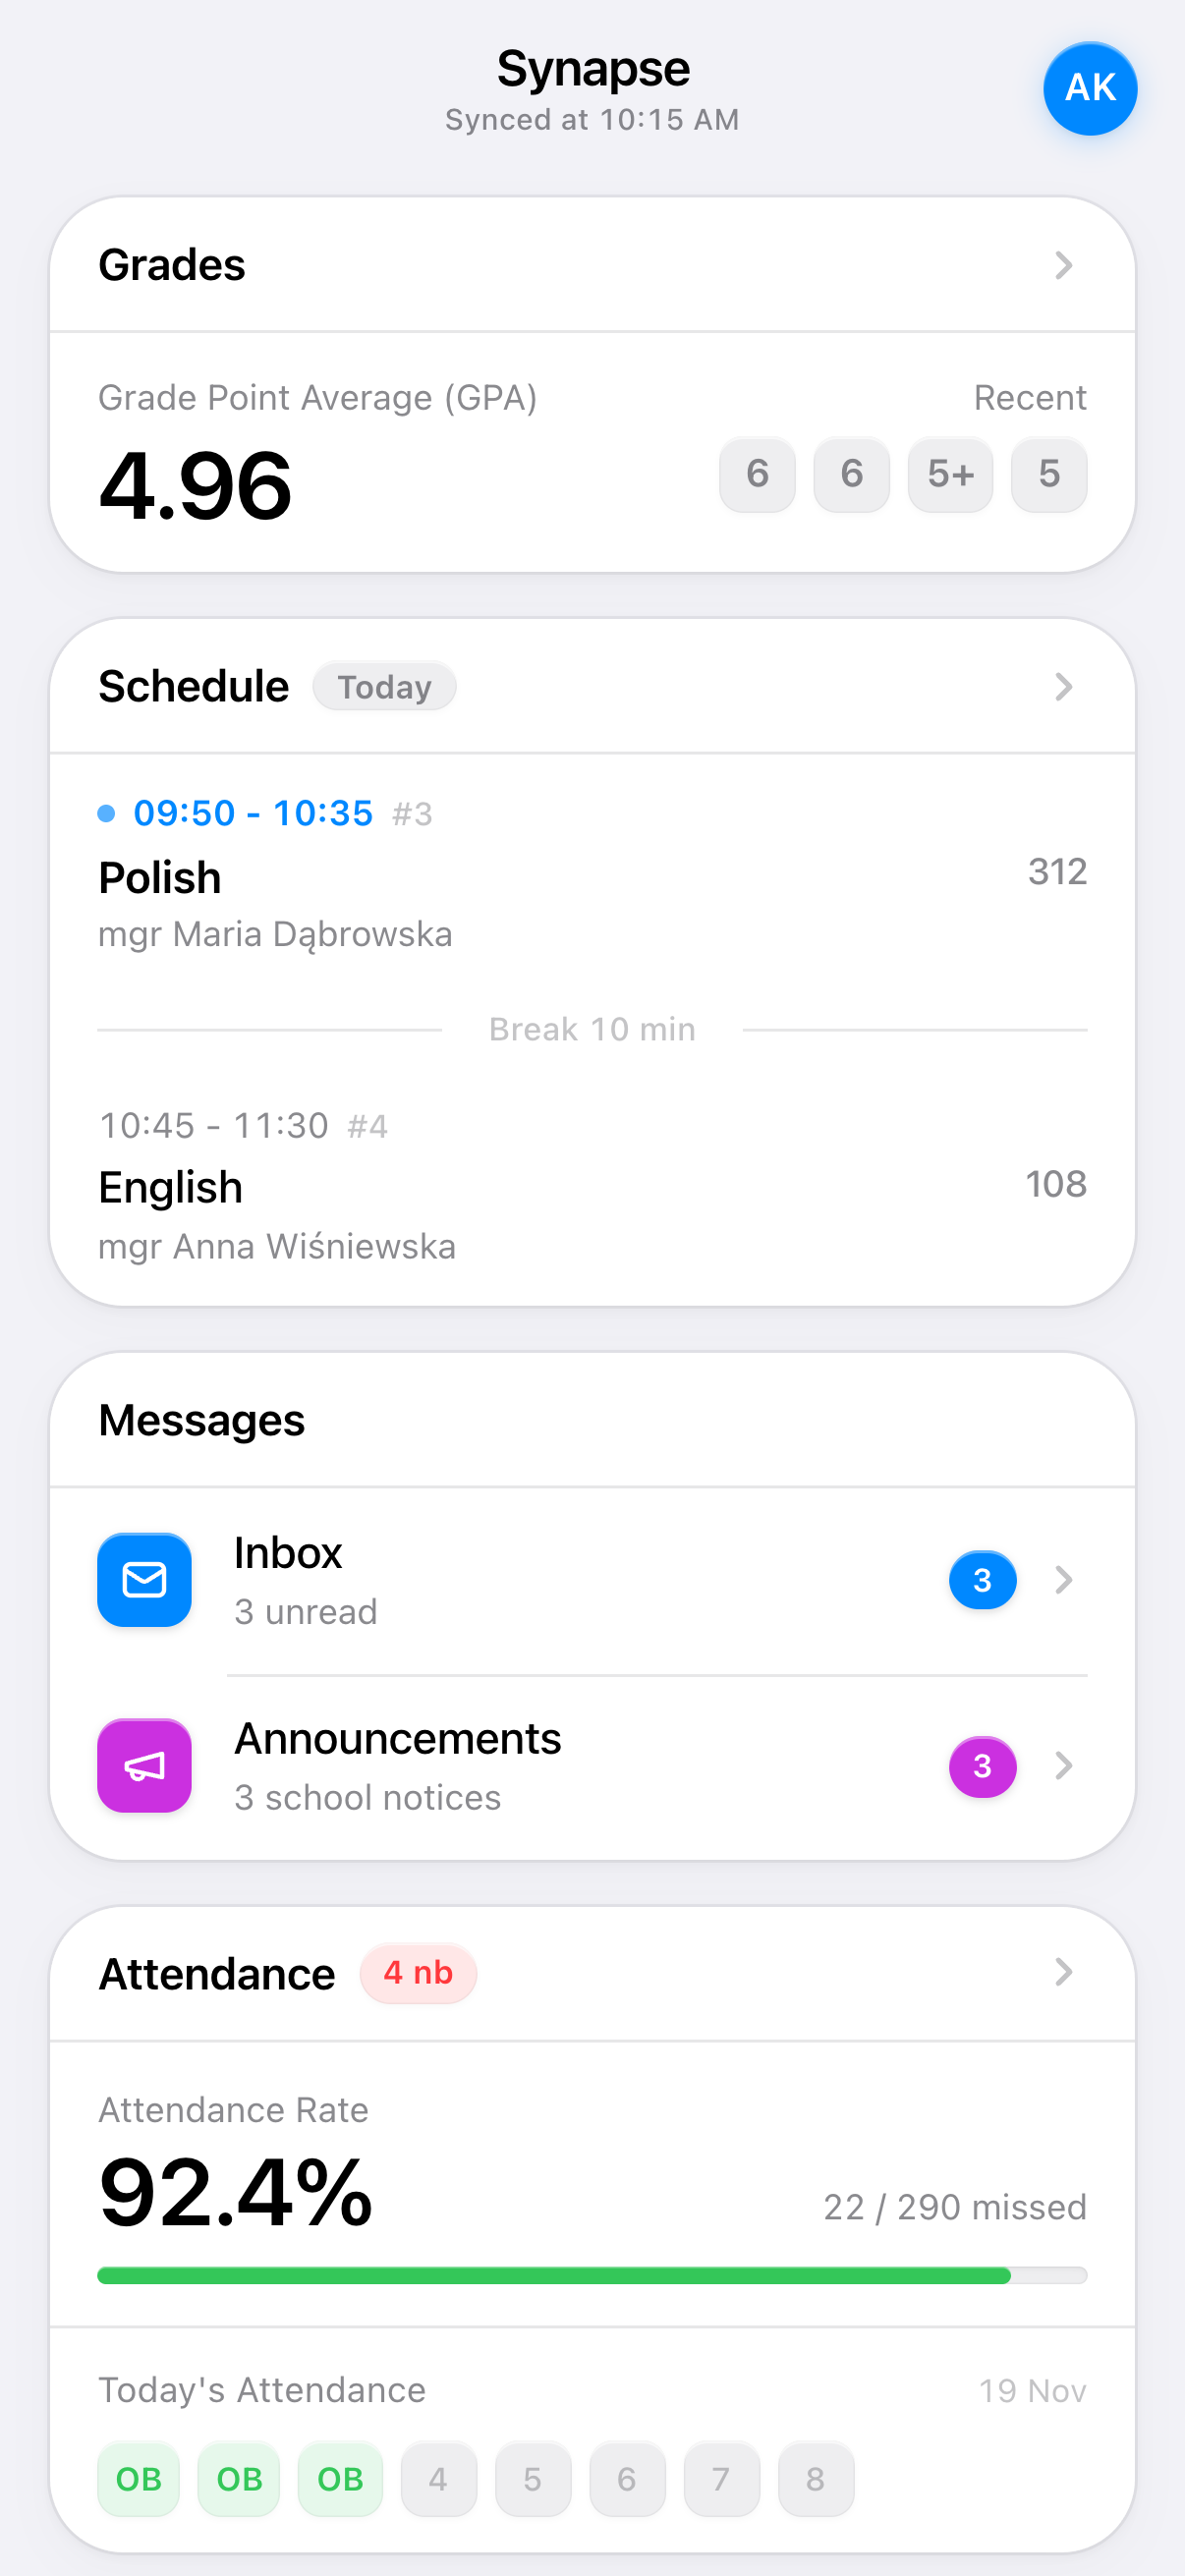 Synapse
Synced at 10:15 AM
AK
Grades
Grade Point Average (GPA)
Recent
4.96
6 6 5+ 5
Schedule Today
09:50 - 10:35 #3
Polish
312
mgr Maria Dąbrowska
Break 10 min
10:45 - 11:30 #4
English
108
mgr Anna Wiśniewska
Messages
Inbox
3 unread
3
Announcements
3 school notices
3
Attendance 4 nb
Attendance Rate
92.4%
22 / 290 missed
Today's Attendance
19 Nov
OB OB OB 4 5 6 7 8